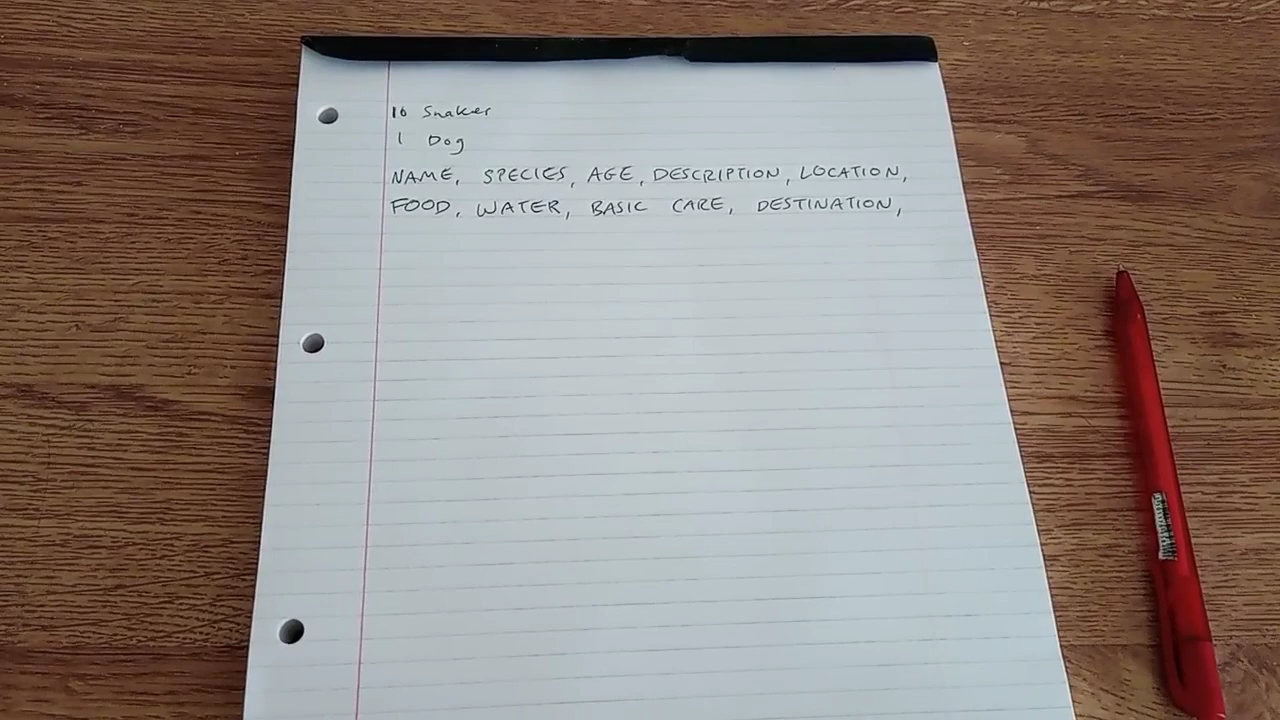 10 Snakes
1 Dog
NAME, SPECIES, AGE, DESCRIPTION, LOCATION,
FOOD, WATER, BASIC CARE, DESTINATION,